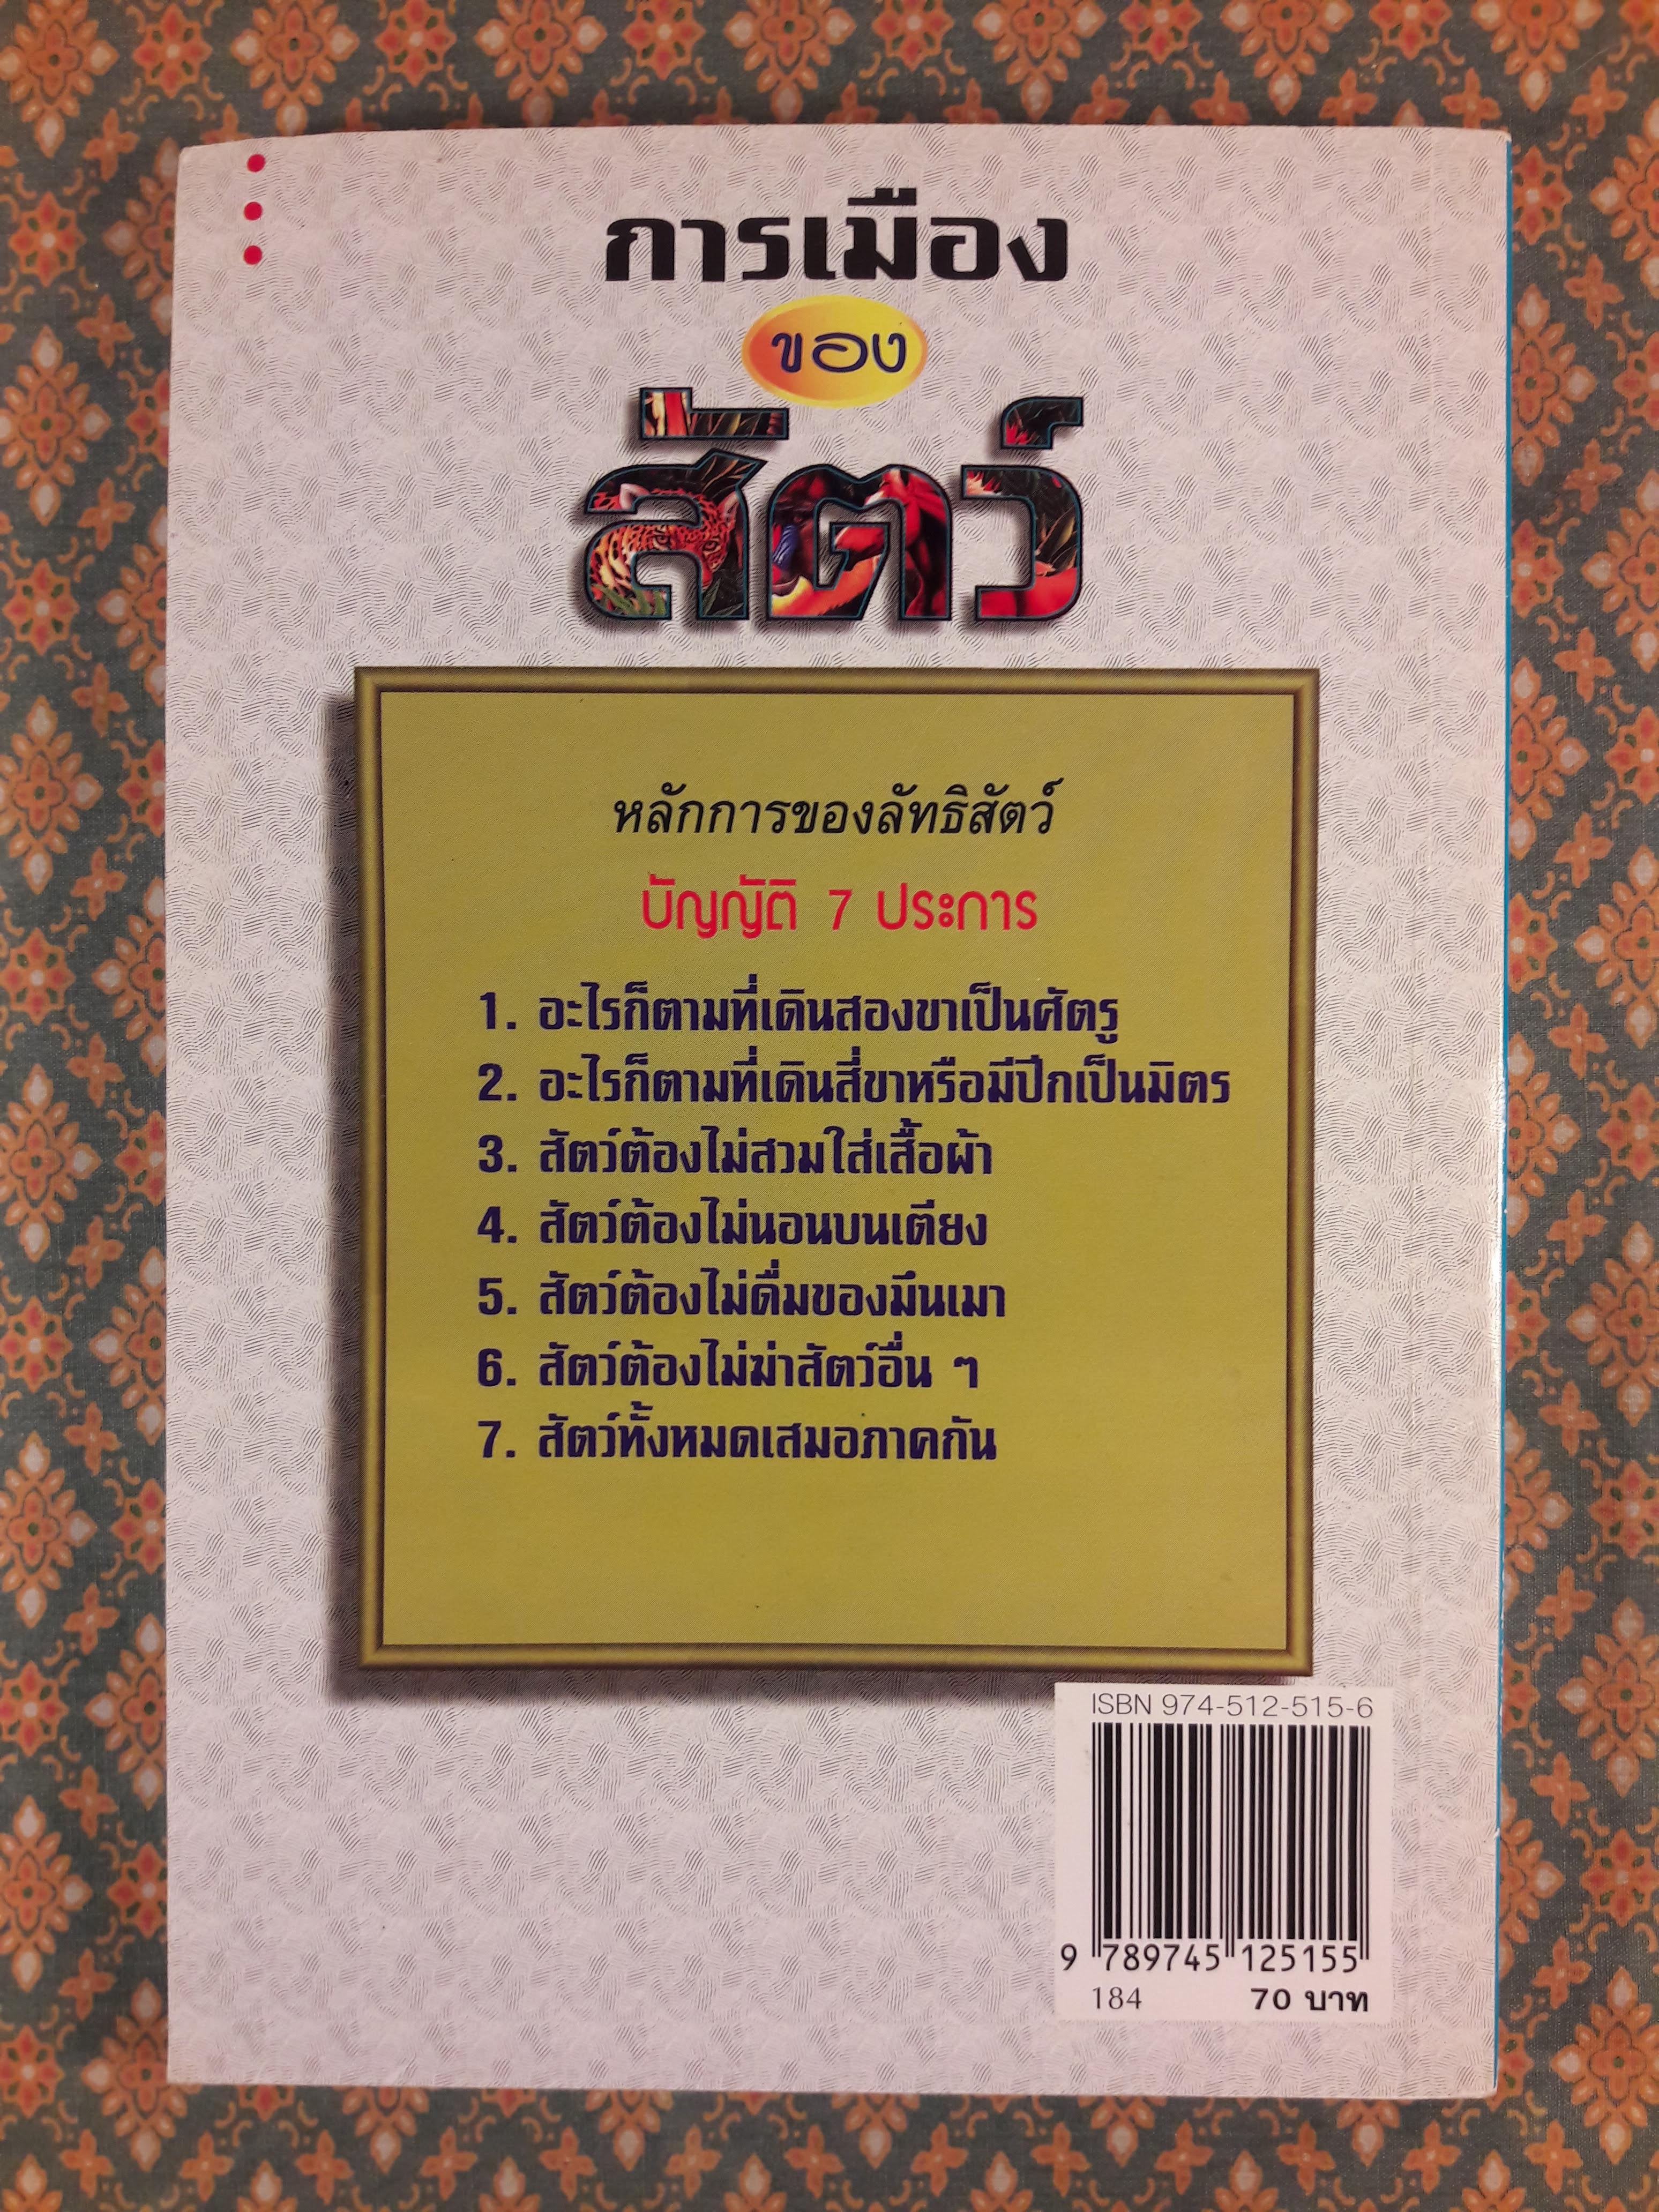 การเมือง
ของ
สัตว์
หลักการของลัทธิสัตว์
บัญญัติ 7 ประการ
1. อะไรก็ตามที่เดินสองขาเป็นศัตรู
2. อะไรก็ตามที่เดินสี่ขาหรือมีปีกเป็นมิตร
3. สัตว์ต้องไม่สวมใส่เสื้อผ้า
4. สัตว์ต้องไม่นอนบนเตียง
5. สัตว์ต้องไม่ดื่มของมึนเมา
6. สัตว์ต้องไม่ฆ่าสัตว์อื่น ๆ
7. สัตว์ทั้งหมดเสมอภาคกัน
ISBN 974-512-515-6
9 789745 125155
184 70 บาท